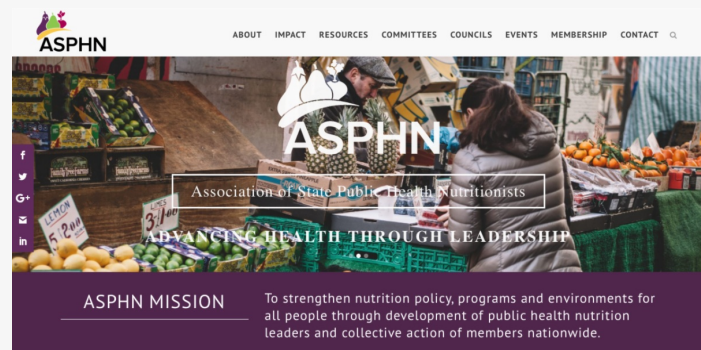 ASPHN
ABOUT IMPACT RESOURCES COMMITTEES COUNCILS EVENTS MEMBERSHIP CONTACT
ASPHN
Association of State Public Health Nutritionists
LEMON
LIMES
ADVANCING HEALTH THROUGH LEADERSHIP
ASPHN MISSION
To strengthen nutrition policy, programs and environments for
all people through development of public health nutrition
leaders and collective action of members nationwide.